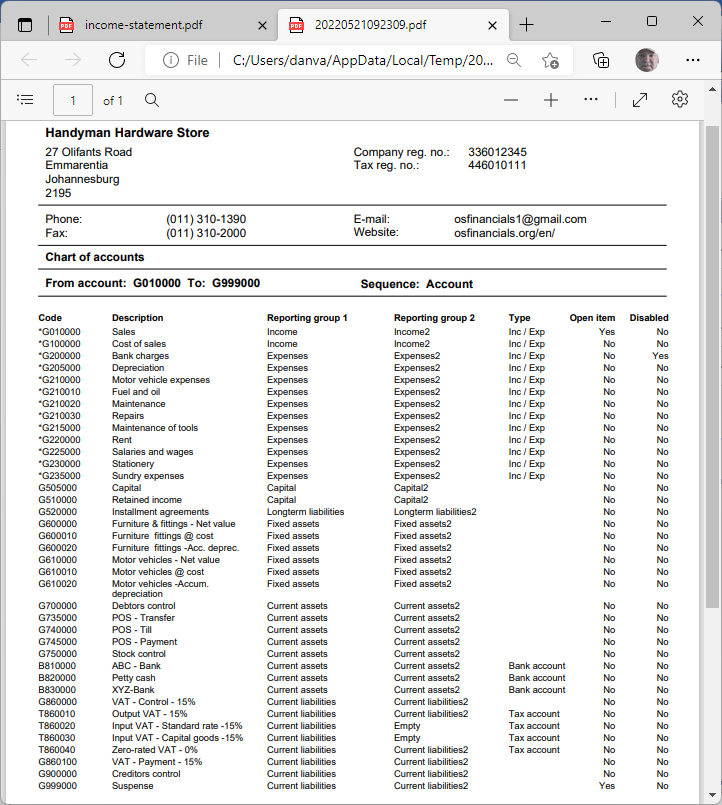 income-statement.pdf 20220521092309.pdf
File C:/Users/danva/AppData/Local/Temp/20...
1 of 1
Handyman Hardware Store
27 Olifants Road Company reg. no.: 336012345
Emmarentia Tax reg. no.: 446010111
Johannesburg
2195
Phone: (011) 310-1390 E-mail: osfinancials1@gmail.com
Fax: (011) 310-2000 Website: osfinancials.org/en/
Chart of accounts
From account: G010000 To: G999000 Sequence: Account
Code Description Reporting group 1 Reporting group 2 Type Open item Disabled
*G010000 Sales Income Income2 Inc / Exp Yes No
*G100000 Cost of sales Income Income2 Inc / Exp No No
*G200000 Bank charges Expenses Expenses2 Inc / Exp No Yes
*G205000 Depreciation Expenses Expenses2 Inc / Exp No No
*G210000 Motor vehicle expenses Expenses Expenses2 Inc / Exp No No
*G210010 Fuel and oil Expenses Expenses2 Inc / Exp No No
*G210020 Maintenance Expenses Expenses2 Inc / Exp No No
*G210030 Repairs Expenses Expenses2 Inc / Exp No No
*G215000 Maintenance of tools Expenses Expenses2 Inc / Exp No No
*G220000 Rent Expenses Expenses2 Inc / Exp No No
*G225000 Salaries and wages Expenses Expenses2 Inc / Exp No No
*G230000 Stationery Expenses Expenses2 Inc / Exp No No
*G235000 Sundry expenses Expenses Expenses2 Inc / Exp No No
G505000 Capital Capital Capital2 No No
G510000 Retained income Capital Capital2 No No
G520000 Installment agreements Longterm liabilities Longterm liabilities2 No No
G600000 Furniture & fittings - Net value Fixed assets Fixed assets2 No No
G600010 Furniture fittings @ cost Fixed assets Fixed assets2 No No
G600020 Furniture fittings -Acc. deprec. Fixed assets Fixed assets2 No No
G610000 Motor vehicles - Net value Fixed assets Fixed assets2 No No
G610010 Motor vehicles @ cost Fixed assets Fixed assets2 No No
G610020 Motor vehicles -Accum. Fixed assets Fixed assets2 No No
depreciation
G700000 Debtors control Current assets Current assets2 No No
G735000 POS - Transfer Current assets Current assets2 No No
G740000 POS - Till Current assets Current assets2 No No
G745000 POS - Payment Current assets Current assets2 No No
G750000 Stock control Current assets Current assets2 No No
B810000 ABC - Bank Current assets Current assets2 Bank account No No
B820000 Petty cash Current assets Current assets2 Bank account No No
B830000 XYZ-Bank Current assets Current assets2 Bank account No No
G860000 VAT - Control - 15% Current liabilities Current liabilities2 No No
T860010 Output VAT - 15% Current liabilities Current liabilities2 Tax account No No
T860020 Input VAT - Standard rate -15% Current liabilities Empty Tax account No No
T860030 Input VAT - Capital goods -15% Current liabilities Empty Tax account No No
T860040 Zero-rated VAT - 0% Current liabilities Current liabilities2 Tax account No No
G860100 VAT - Payment - 15% Current liabilities Current liabilities2 No No
G900000 Creditors control Current liabilities Current liabilities2 No No
G999000 Suspense Current liabilities Current liabilities2 Yes No